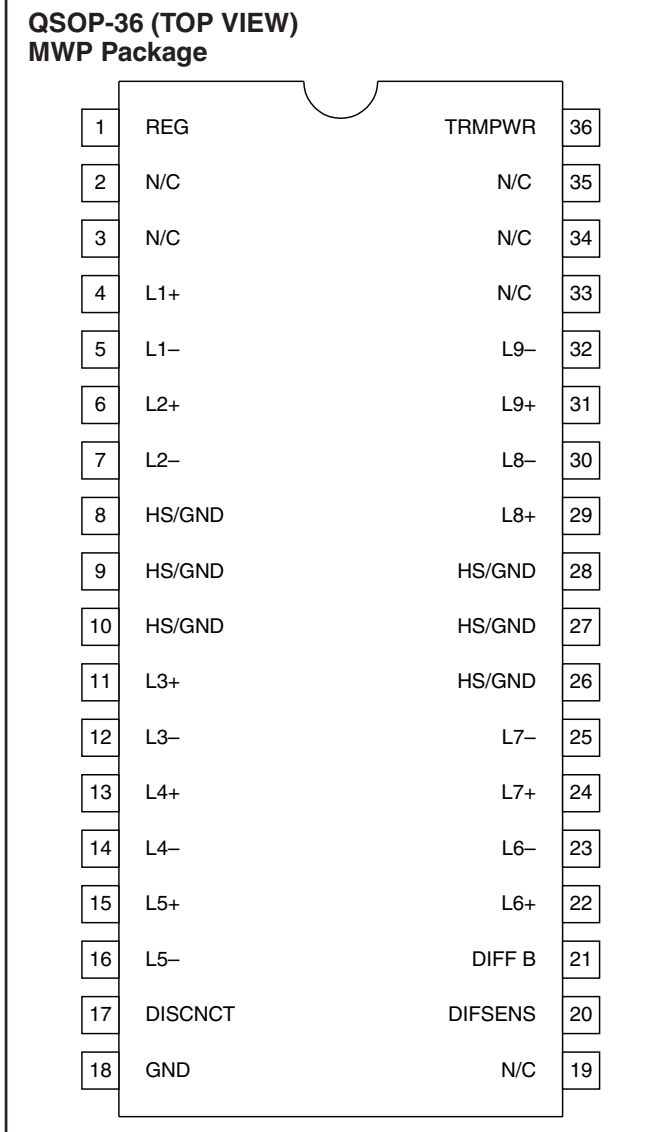 QSOP-36 (TOP VIEW)
MWP Package
1 REG TRMPWR 36
2 N/C N/C 35
3 N/C N/C 34
4 L1+ N/C 33
5 L1– L9– 32
6 L2+ L9+ 31
7 L2– L8– 30
8 HS/GND L8+ 29
9 HS/GND HS/GND 28
10 HS/GND HS/GND 27
11 L3+ HS/GND 26
12 L3– L7– 25
13 L4+ L7+ 24
14 L4– L6– 23
15 L5+ L6+ 22
16 L5– DIFF B 21
17 DISCNCT DIFSENS 20
18 GND N/C 19